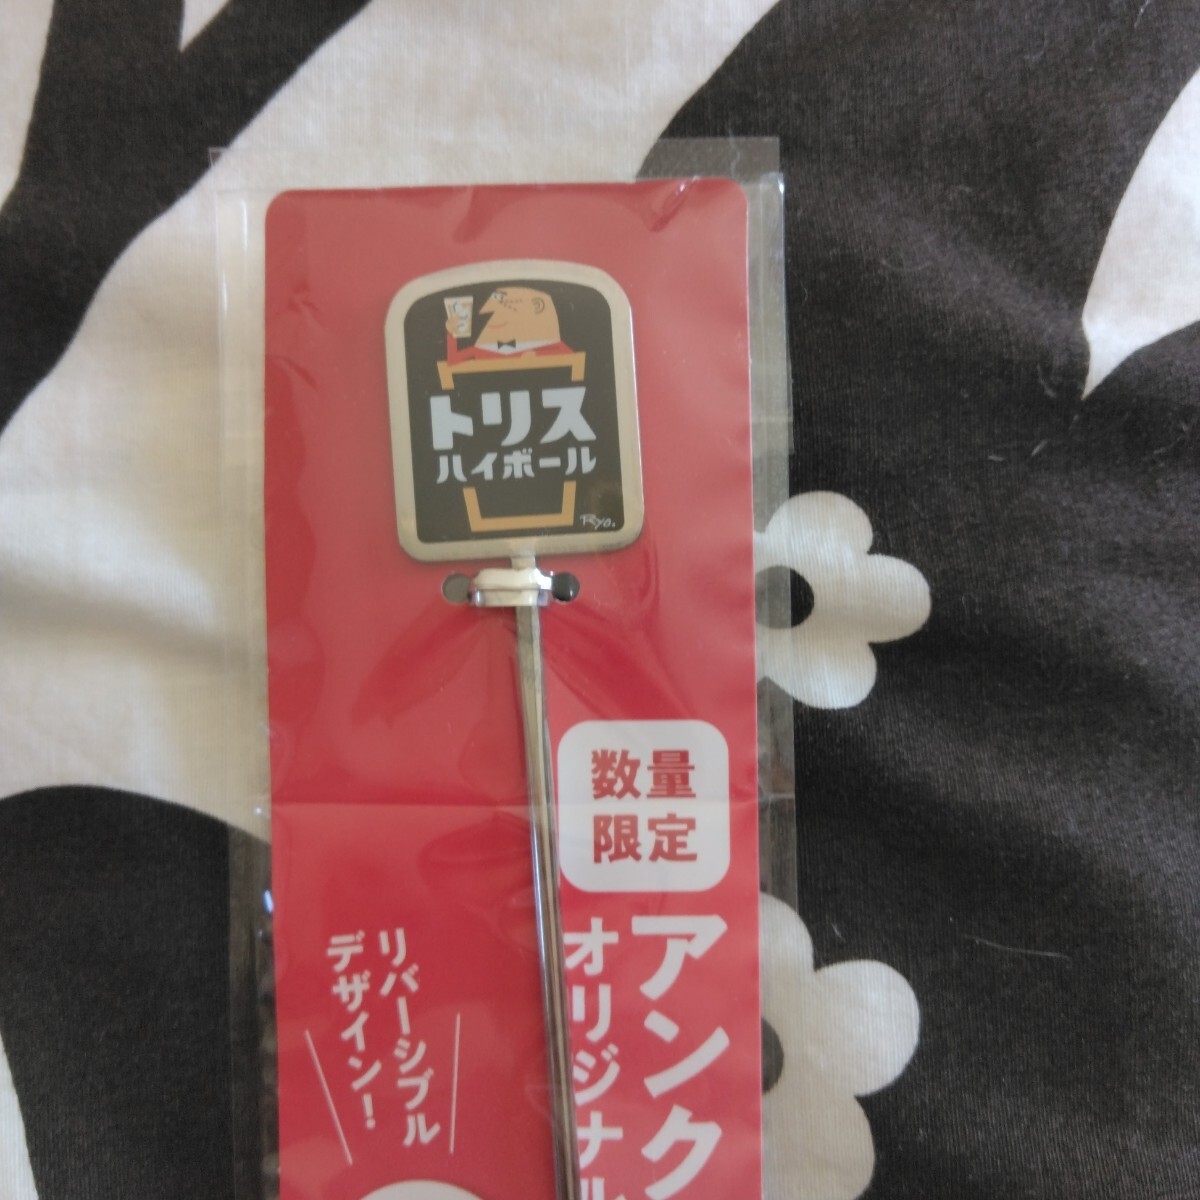 トリス
ハイボール
Ryo.
数量
限定
アンク
オリジナル
リバーシブル
デザイン！